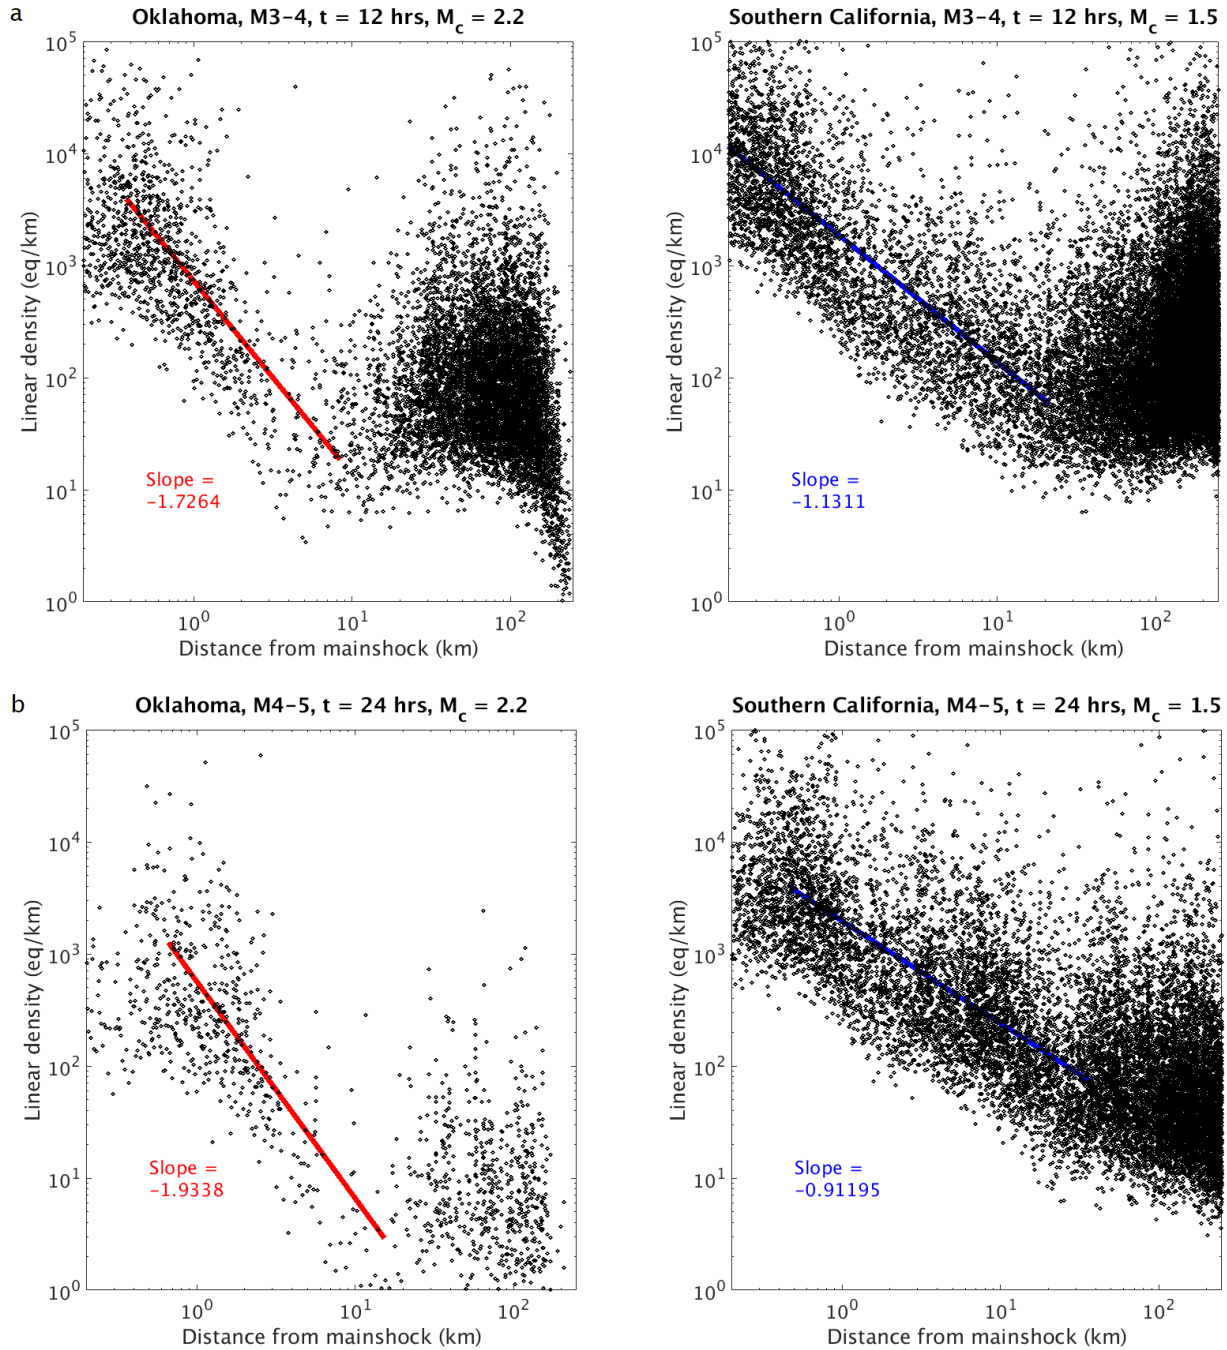 a
Oklahoma, M3-4, t = 12 hrs, Mc = 2.2
10^5
10^4
10^3
10^2
10^1
10^0
Linear density (eq/km)
Slope =
-1.7264
10^0 10^1 10^2
Distance from mainshock (km)
Southern California, M3-4, t = 12 hrs, Mc = 1.5
10^5
10^4
10^3
10^2
10^1
10^0
Linear density (eq/km)
Slope =
-1.1311
10^0 10^1 10^2
Distance from mainshock (km)
b
Oklahoma, M4-5, t = 24 hrs, Mc = 2.2
10^5
10^4
10^3
10^2
10^1
10^0
Linear density (eq/km)
Slope =
-1.9338
10^0 10^1 10^2
Distance from mainshock (km)
Southern California, M4-5, t = 24 hrs, Mc = 1.5
10^5
10^4
10^3
10^2
10^1
10^0
Linear density (eq/km)
Slope =
-0.91195
10^0 10^1 10^2
Distance from mainshock (km)